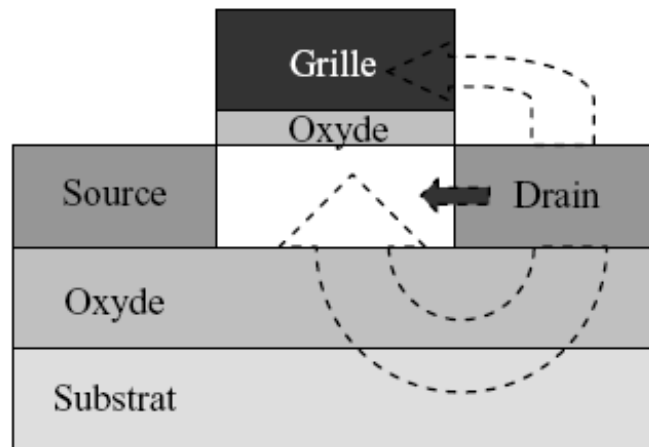 Grille
Oxyde
Source
Drain
Oxyde
Substrat